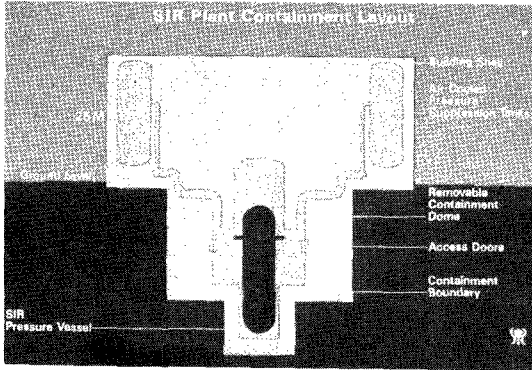 SIR Plant Containment Layout
Building Shell
Air Cooled
Pressure
Suppression Tanks
Ground Level
Removable
Containment
Dome
Access Doors
Containment
Boundary
SIR
Pressure Vessel